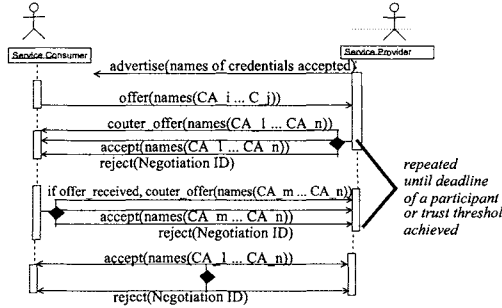 Service Consumer
Service Provider
advertise(names of credentials accepted)
offer(names(CA_i ... C_j))
couter_offer(names(CA_1 ... CA_n))
accept(names(CA_1 ... CA_n)
reject(Negotiation ID)
repeated
until deadline
of a participant
or trust threshold
achieved
if offer_received, couter_offer(names(CA_m ... CA_n))
accept(names(CA_m ... CA_n)
reject(Negotiation ID)
accept(names(CA_1 ... CA_n)
reject(Negotiation ID)